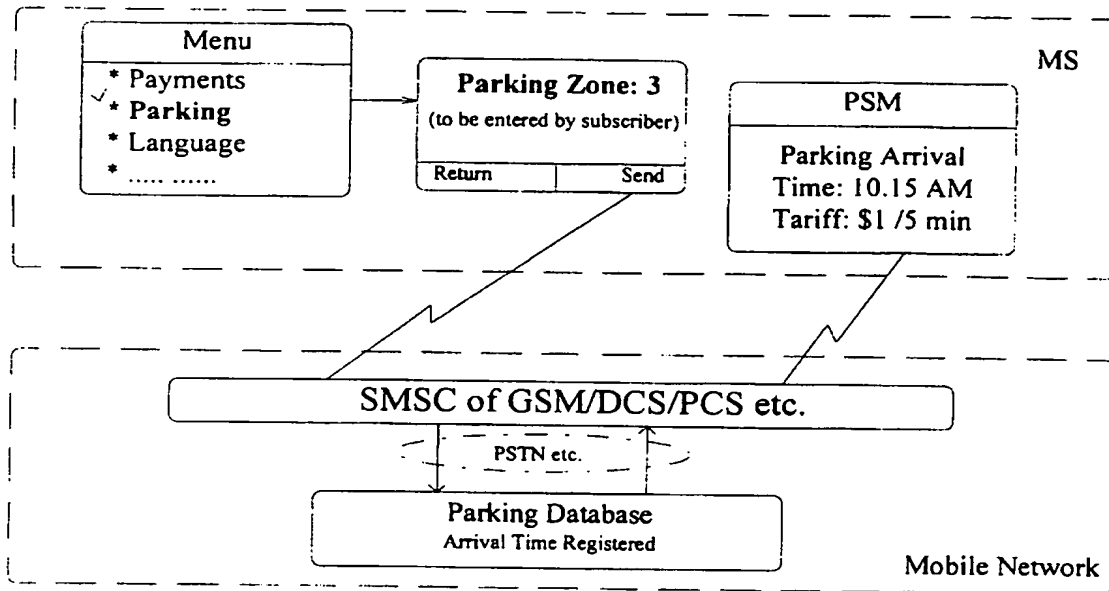 Menu
* Payments
* Parking
* Language
* ..... ......
Parking Zone: 3
(to be entered by subscriber)
Return
Send
MS
PSM
Parking Arrival
Time: 10.15 AM
Tariff: $1 /5 min
SMSC of GSM/DCS/PCS etc.
PSTN etc.
Parking Database
Arrival Time Registered
Mobile Network